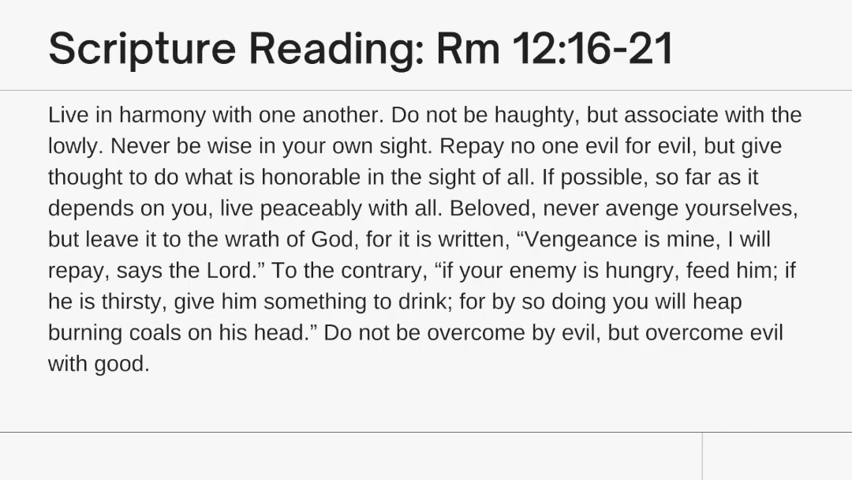 Scripture Reading: Rm 12:16-21
Live in harmony with one another. Do not be haughty, but associate with the
lowly. Never be wise in your own sight. Repay no one evil for evil, but give
thought to do what is honorable in the sight of all. If possible, so far as it
depends on you, live peaceably with all. Beloved, never avenge yourselves,
but leave it to the wrath of God, for it is written, “Vengeance is mine, I will
repay, says the Lord.” To the contrary, “if your enemy is hungry, feed him; if
he is thirsty, give him something to drink; for by so doing you will heap
burning coals on his head.” Do not be overcome by evil, but overcome evil
with good.